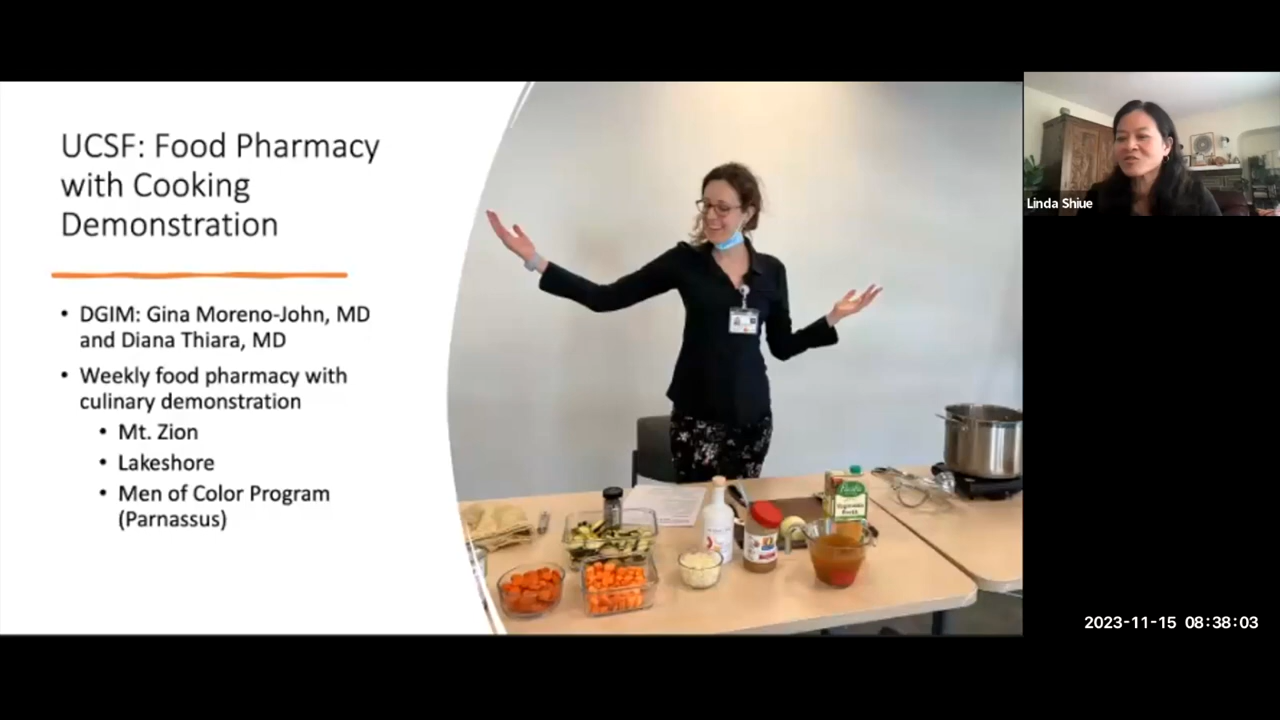 UCSF: Food Pharmacy
with Cooking
Demonstration
• DGIM: Gina Moreno-John, MD
and Diana Thiara, MD
• Weekly food pharmacy with
culinary demonstration
• Mt. Zion
• Lakeshore
• Men of Color Program
(Parnassus)
Linda Shiue
Pacific
2023-11-15 08:38:03